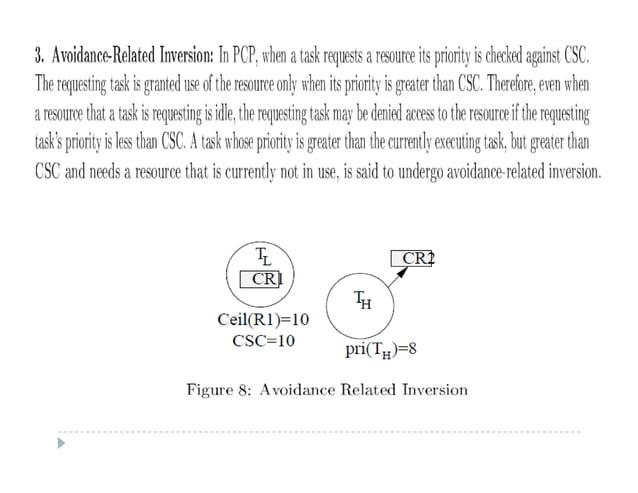 3. Avoidance-Related Inversion: In PCP, when a task requests a resource its priority is checked against CSC.
The requesting task is granted use of the resource only when its priority is greater than CSC. Therefore, even when
a resource that a task is requesting is idle, the requesting task may be denied access to the resource if the requesting
task's priority is less than CSC. A task whose priority is greater than the currently executing task, but greater than
CSC and needs a resource that is currently not in use, is said to undergo avoidance-related inversion.
TL
CR1
Ceil(R1)=10
CSC=10
CR2
TH
pri(TH)=8
Figure 8: Avoidance Related Inversion